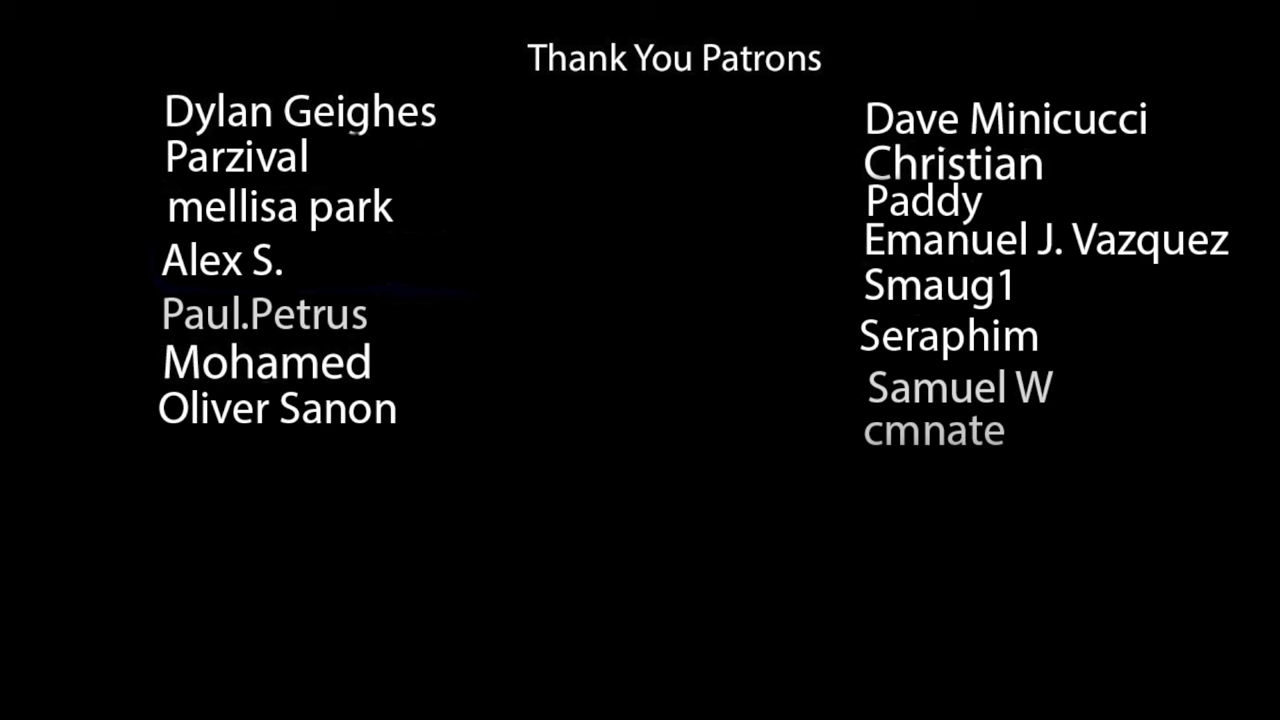 Thank You Patrons
Dylan Geighes
Parzival
mellisa park
Alex S.
Paul.Petrus
Mohamed
Oliver Sanon
Dave Minicucci
Christian
Paddy
Emanuel J. Vazquez
Smaug1
Seraphim
Samuel W
cmnate